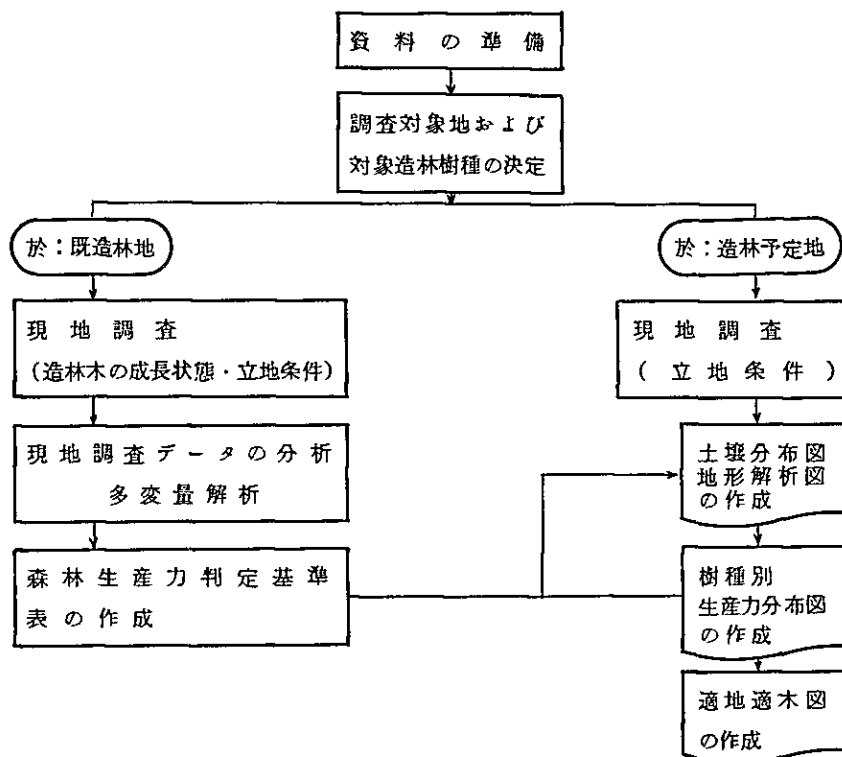 資料の準備
調査対象地および
対象造林樹種の決定
於：既造林地
現地調査
(造林木の成長状態・立地条件)
現地調査データの分析
多変量解析
森林生産力判定基準
表の作成
於：造林予定地
現地調査
(立地条件)
土壌分布図
地形解析図
の作成
樹種別
生産力分布図
の作成
適地適木図
の作成